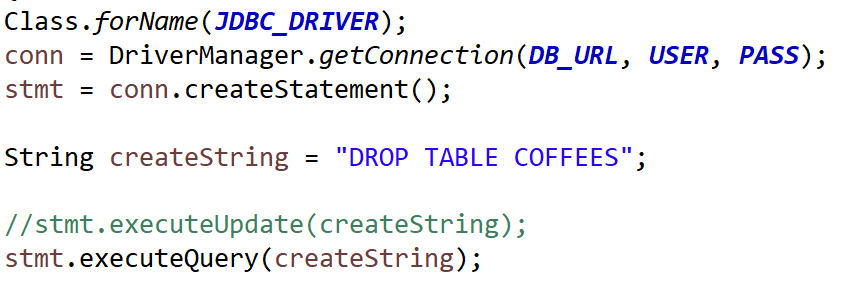 Class.forName(JDBC_DRIVER);
conn = DriverManager.getConnection(DB_URL, USER, PASS);
stmt = conn.createStatement();
String createString = "DROP TABLE COFFEES";
//stmt.executeUpdate(createString);
stmt.executeQuery(createString);